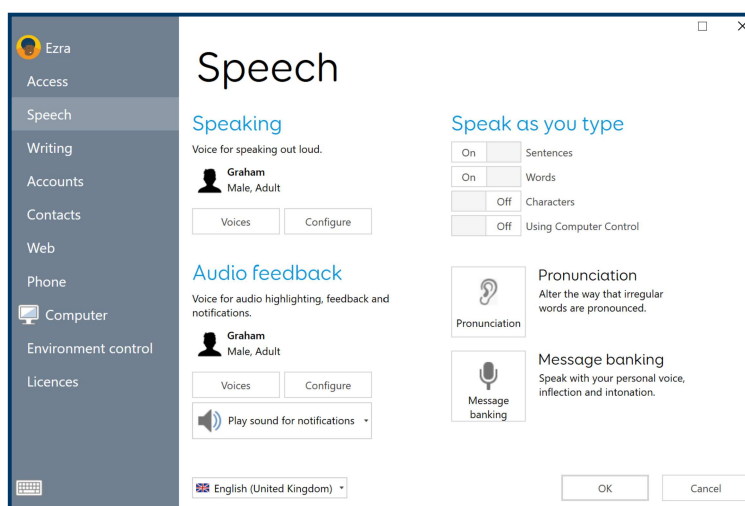 Ezra
Access
Speech
Writing
Accounts
Contacts
Web
Phone
Computer
Environment control
Licences
Speech
Speaking
Voice for speaking out loud.
Graham
Male, Adult
Voices
Configure
Audio feedback
Voice for audio highlighting, feedback and
notifications.
Graham
Male, Adult
Voices
Configure
Play sound for notifications
English (United Kingdom)
Speak as you type
On Sentences
On Words
Off Characters
Off Using Computer Control
Pronunciation
Pronunciation
Alter the way that irregular
words are pronounced.
Message
banking
Message banking
Speak with your personal voice,
inflection and intonation.
OK
Cancel